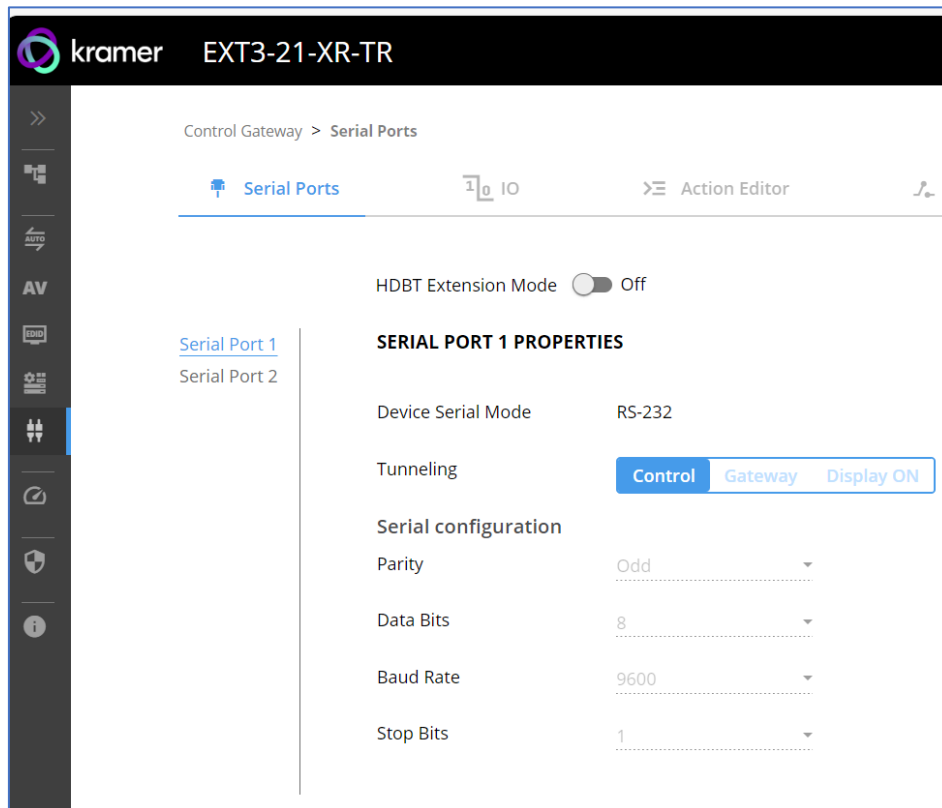 kramer EXT3-21-XR-TR
Control Gateway > Serial Ports
Serial Ports IO Action Editor
HDBT Extension Mode Off
Serial Port 1
Serial Port 2
SERIAL PORT 1 PROPERTIES
Device Serial Mode RS-232
Tunneling Control Gateway Display ON
Serial configuration
Parity Odd
Data Bits 8
Baud Rate 9600
Stop Bits 1
AUTO
AV
EDID